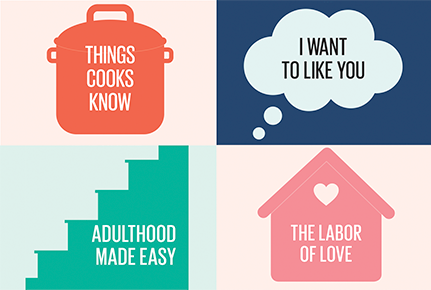 THINGS
COOKS
KNOW
I WANT
TO LIKE YOU
ADULTHOOD
MADE EASY
THE LABOR
OF LOVE